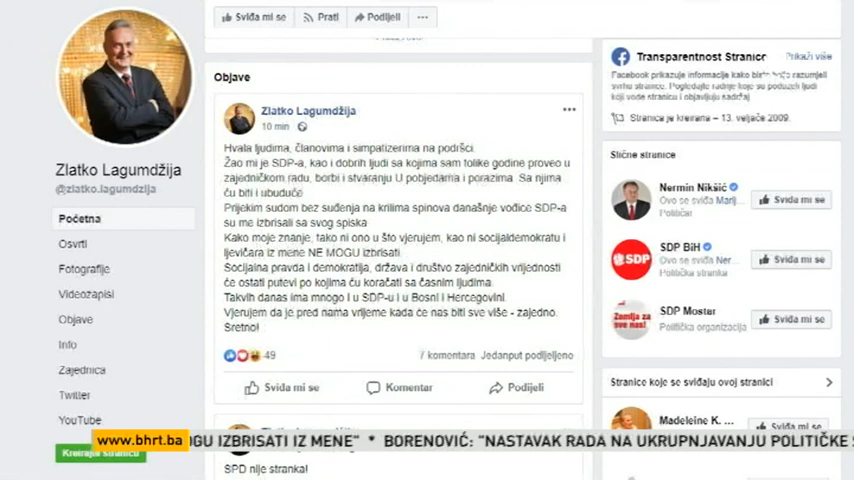 Sviđa mi se
Prati
Podijeli
Zlatko Lagumdžija
@zlatko.lagumdzija
Početna
Osvrti
Fotografije
Videozapisi
Objave
Info
Zajednica
Twitter
YouTube
Kreirajte stranicu
Objave
Zlatko Lagumdžija
10 min
Hvala ljudima, članovima i simpatizerima na podršci.
Žao mi je SDP-a, kao i dobrih ljudi sa kojima sam tolike godine proveo u
zajedničkom radu, borbi i stvaranju U pobjedama i porazima. Sa njima
ću biti i ubuduće
Prijekim sudom bez suđenja na krilima spinova današnje vođice SDP-a
su me izbrisali sa svog spiska
Kako moje znanje, tako ni ono u što vjerujem, kao ni socijaldemokratu i
ljevičara iz mene NE MOGU izbrisati.
Socijalna pravda i demokratija, država i društvo zajedničkih vrijednosti
će ostati putevi po kojima ću koračati sa časnim ljudima.
Takvih danas ima mnogo I u SDP-u I u Bosni i Hercegovini.
Vjerujem da je pred nama vrijeme kada će nas biti sve više - zajedno.
Sretno!
49
7 komentara Jedanput podijeljeno
Sviđa mi se
Komentar
Podijeli
SPD nije stranka!
Transparentnost Stranice
Prikaži više
Facebook prikazuje informacije kako biste razumjeli
svrhu stranice. Pogledajte radnje koje su poduzeli ljudi
koji vode stranicu i objavljuju sadržaj
Stranica je kreirana – 13. veljače 2009.
Slične stranice
Nermin Nikšić
Ovo se sviđa Marij...
Političar
Sviđa mi se
SDP BiH
Ovo se sviđa Ner...
Politička stranka
Sviđa mi se
SDP
SDP Mostar
Politička organizacija
Sviđa mi se
Zemlja za
sve nas!
Stranice koje se sviđaju ovoj stranici
Madeleine K. ...
Sviđa mi se
www.bhrt.ba
OGU IZBRISATI IZ MENE" * BORENOVIĆ: "NASTAVAK RADA NA UKRUPNJAVANJU POLITIČKE S